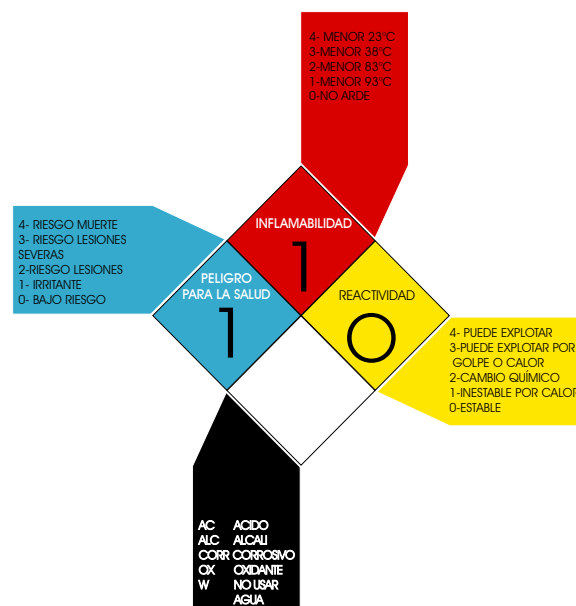 4- MENOR 23°C
3-MENOR 38°C
2-MENOR 83°C
1-MENOR 93°C
0-NO ARDE
INFLAMABILIDAD
1
4- RIESGO MUERTE
3- RIESGO LESIONES
SEVERAS
2-RIESGO LESIONES
1- IRRITANTE
0- BAJO RIESGO
PELIGRO
PARA LA SALUD
1
REACTIVIDAD
0
4- PUEDE EXPLOTAR
3-PUEDE EXPLOTAR POR
GOLPE O CALOR
2-CAMBIO QUÍMICO
1-INESTABLE POR CALOR
0-ESTABLE
AC ACIDO
ALC ALCALI
CORR CORROSIVO
OX OXIDANTE
W NO USAR
AGUA